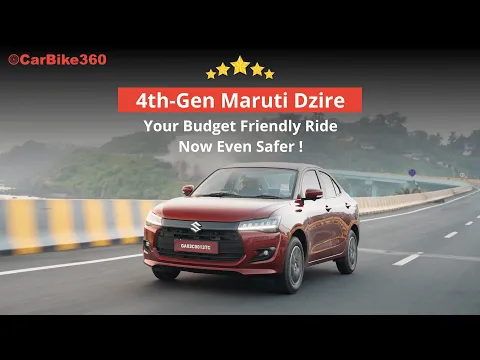 CarBike360
4th-Gen Maruti Dzire
Your Budget Friendly Ride
Now Even Safer !